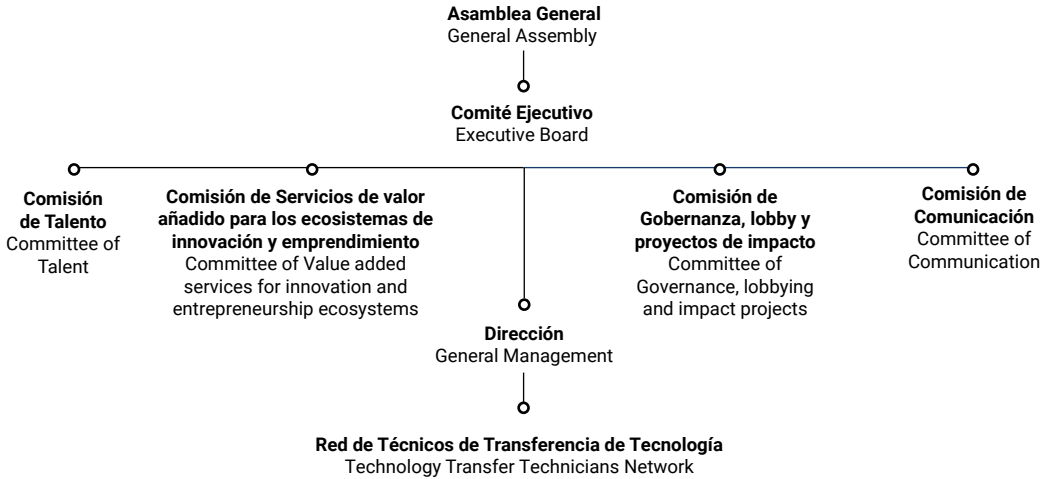 Asamblea General
General Assembly
Comité Ejecutivo
Executive Board
Comisión
de Talento
Committee of
Talent
Comisión de Servicios de valor
añadido para los ecosistemas de
innovación y emprendimiento
Committee of Value added
services for innovation and
entrepreneurship ecosystems
Comisión de
Gobernanza, lobby y
proyectos de impacto
Committee of
Governance, lobbying
and impact projects
Comisión de
Comunicación
Committee of
Communication
Dirección
General Management
Red de Técnicos de Transferencia de Tecnología
Technology Transfer Technicians Network